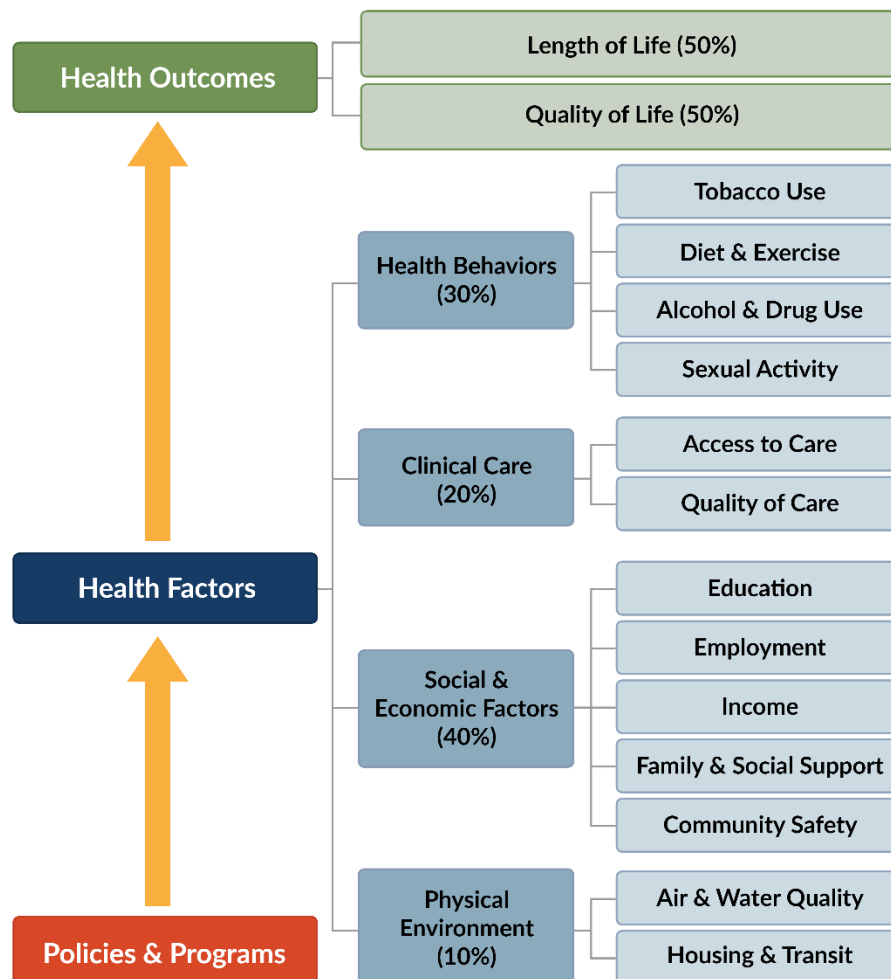 Health Outcomes
Length of Life (50%)
Quality of Life (50%)
Health Behaviors
(30%)
Tobacco Use
Diet & Exercise
Alcohol & Drug Use
Sexual Activity
Clinical Care
(20%)
Access to Care
Quality of Care
Health Factors
Social &
Economic Factors
(40%)
Education
Employment
Income
Family & Social Support
Community Safety
Physical
Environment
(10%)
Air & Water Quality
Housing & Transit
Policies & Programs